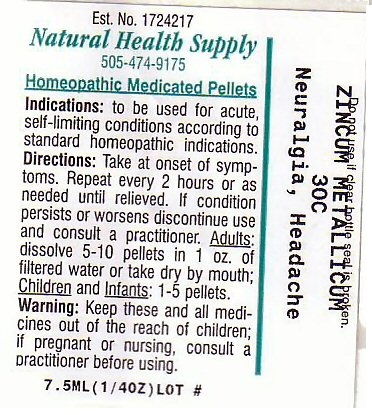 Est. No. 1724217
Natural Health Supply
505-474-9175
Homeopathic Medicated Pellets
Indications: to be used for acute,
self-limiting conditions according to
standard homeopathic indications.
Directions: Take at onset of symp-
toms. Repeat every 2 hours or as
needed until relieved. If condition
persists or worsens discontinue use
and consult a practitioner. Adults:
dissolve 5-10 pellets in 1 oz. of
filtered water or take dry by mouth;
Children and Infants: 1-5 pellets.
Warning: Keep these and all medi-
cines out of the reach of children;
if pregnant or nursing, consult a
practitioner before using.
7.5ML(1/4OZ)LOT #
Do not use if clear bottle seal is broken.
ZINCUM METALLICUM
30C
Neuralgia, Headache